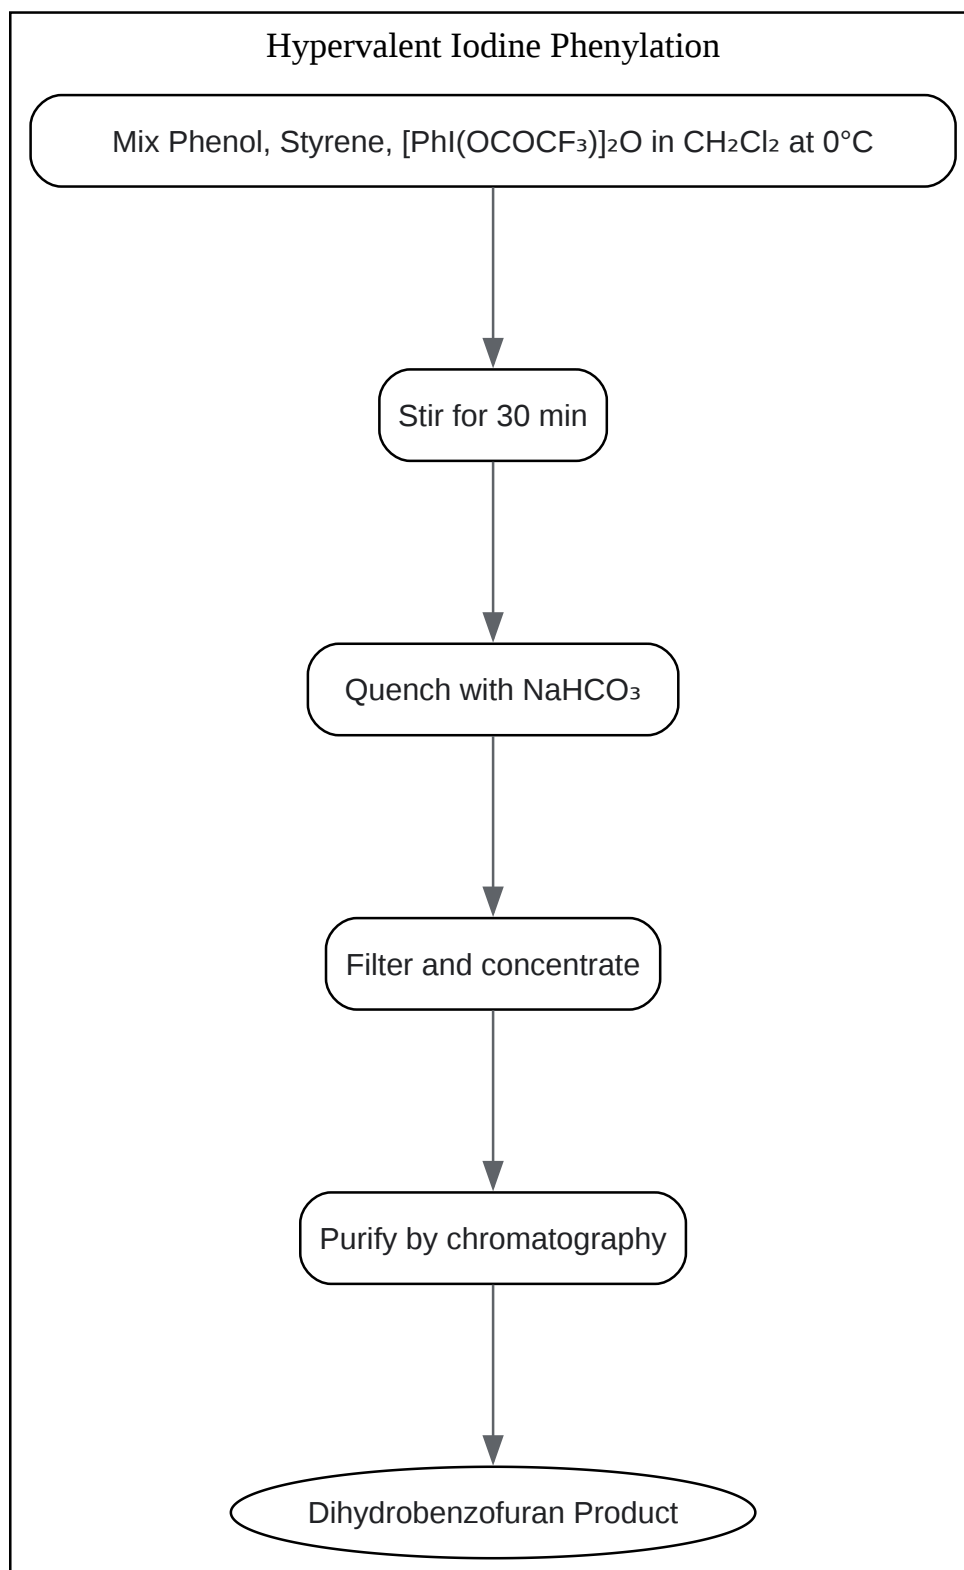 Hypervalent Iodine Phenylation
Mix Phenol, Styrene, [PhI(OCOCF₃)]₂O in CH₂Cl₂ at 0°C
Stir for 30 min
Quench with NaHCO₃
Filter and concentrate
Purify by chromatography
Dihydrobenzofuran Product